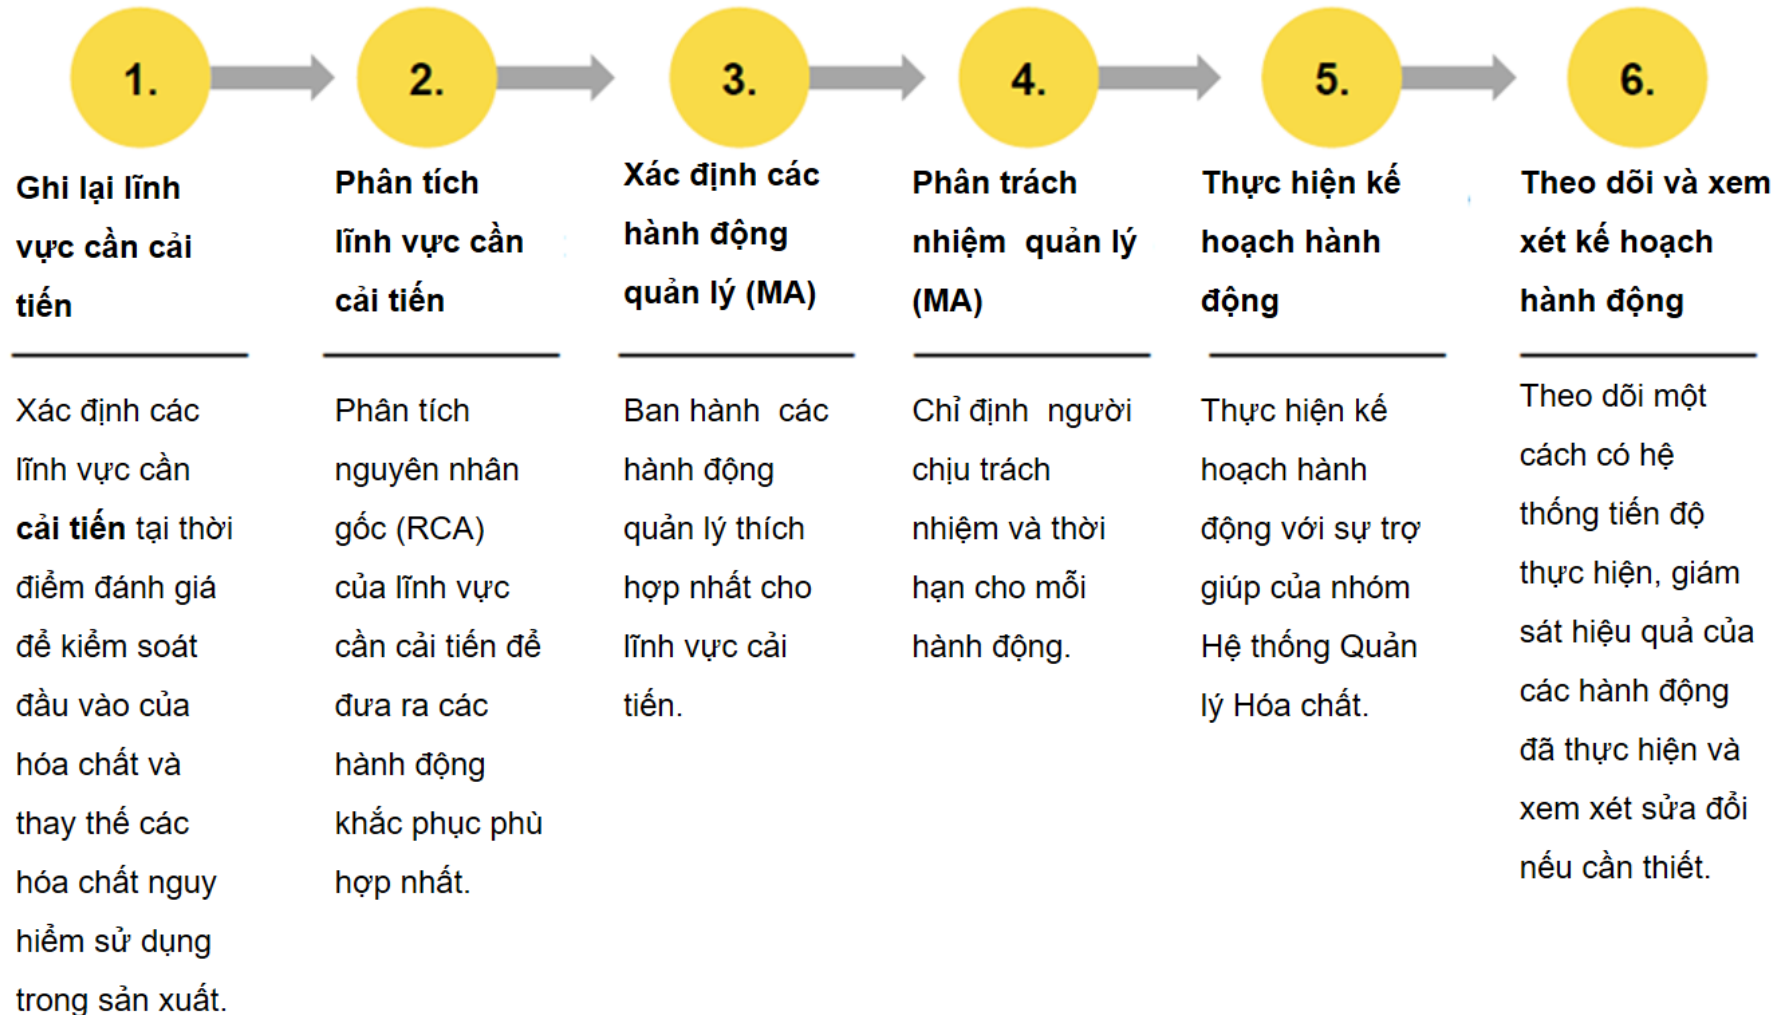 1.
Ghi lại lĩnh
vực cần cải
tiến
Xác định các
lĩnh vực cần
cải tiến tại thời
điểm đánh giá
để kiểm soát
đầu vào của
hóa chất và
thay thế các
hóa chất nguy
hiểm sử dụng
trong sản xuất.
2.
Phân tích
lĩnh vực cần
cải tiến
Phân tích
nguyên nhân
gốc (RCA)
của lĩnh vực
cần cải tiến để
đưa ra các
hành động
khắc phục phù
hợp nhất.
3.
Xác định các
hành động
quản lý (MA)
Ban hành các
hành động
quản lý thích
hợp nhất cho
lĩnh vực cải
tiến.
4.
Phân trách
nhiệm quản lý
(MA)
Chỉ định người
chịu trách
nhiệm và thời
hạn cho mỗi
hành động.
5.
Thực hiện kế
hoạch hành
động
Thực hiện kế
hoạch hành
động với sự trợ
giúp của nhóm
Hệ thống Quản
lý Hóa chất.
6.
Theo dõi và xem
xét kế hoạch
hành động
Theo dõi một
cách có hệ
thống tiến độ
thực hiện, giám
sát hiệu quả của
các hành động
đã thực hiện và
xem xét sửa đổi
nếu cần thiết.